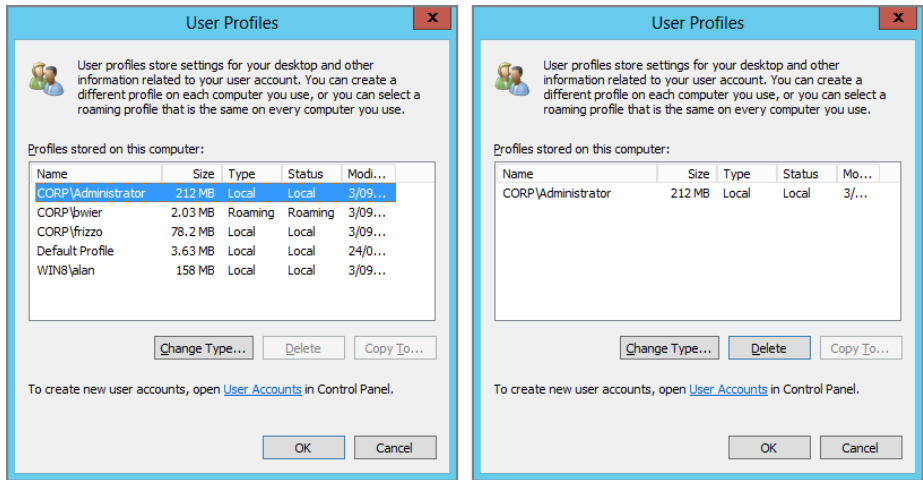 User Profiles
x
User profiles store settings for your desktop and other
information related to your user account. You can create a
different profile on each computer you use, or you can select a
roaming profile that is the same on every computer you use.
Profiles stored on this computer:
Name Size Type Status Modi...
CORP\Administrator 212 MB Local Local 3/09...
CORP\bwier 2.03 MB Roaming Roaming 3/09...
CORP\frizzo 78.2 MB Local Local 3/09...
Default Profile 3.63 MB Local Local 24/0...
WIN8\alan 158 MB Local Local 3/09...
Change Type... Delete Copy To...
To create new user accounts, open User Accounts in Control Panel.
OK Cancel
User Profiles
x
User profiles store settings for your desktop and other
information related to your user account. You can create a
different profile on each computer you use, or you can select a
roaming profile that is the same on every computer you use.
Profiles stored on this computer:
Name Size Type Status Mo...
CORP\Administrator 212 MB Local Local 3/...
Change Type... Delete Copy To...
To create new user accounts, open User Accounts in Control Panel.
OK Cancel